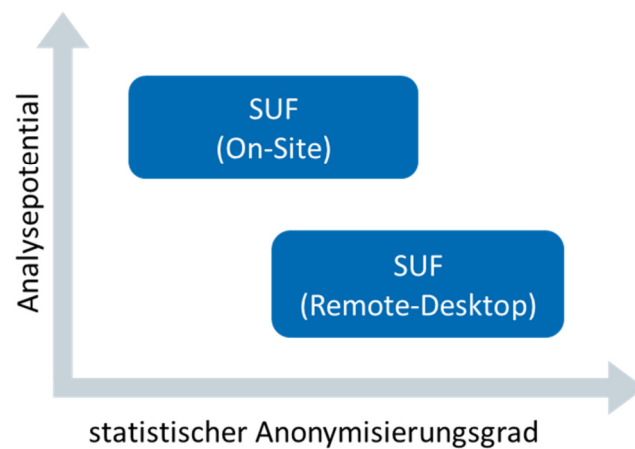 Analysepotential
SUF
(On-Site)
SUF
(Remote-Desktop)
statistischer Anonymisierungsgrad